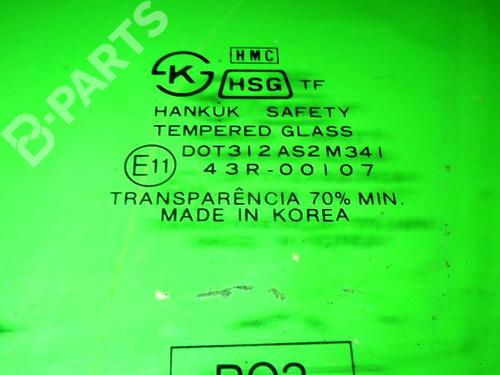 B-PARTS
HMC
K
HSG TF
HANKUK SAFETY
TEMPERED GLASS
E11 DOT312 AS2 M341
43R-00107
TRANSPARÊNCIA 70% MIN.
MADE IN KOREA